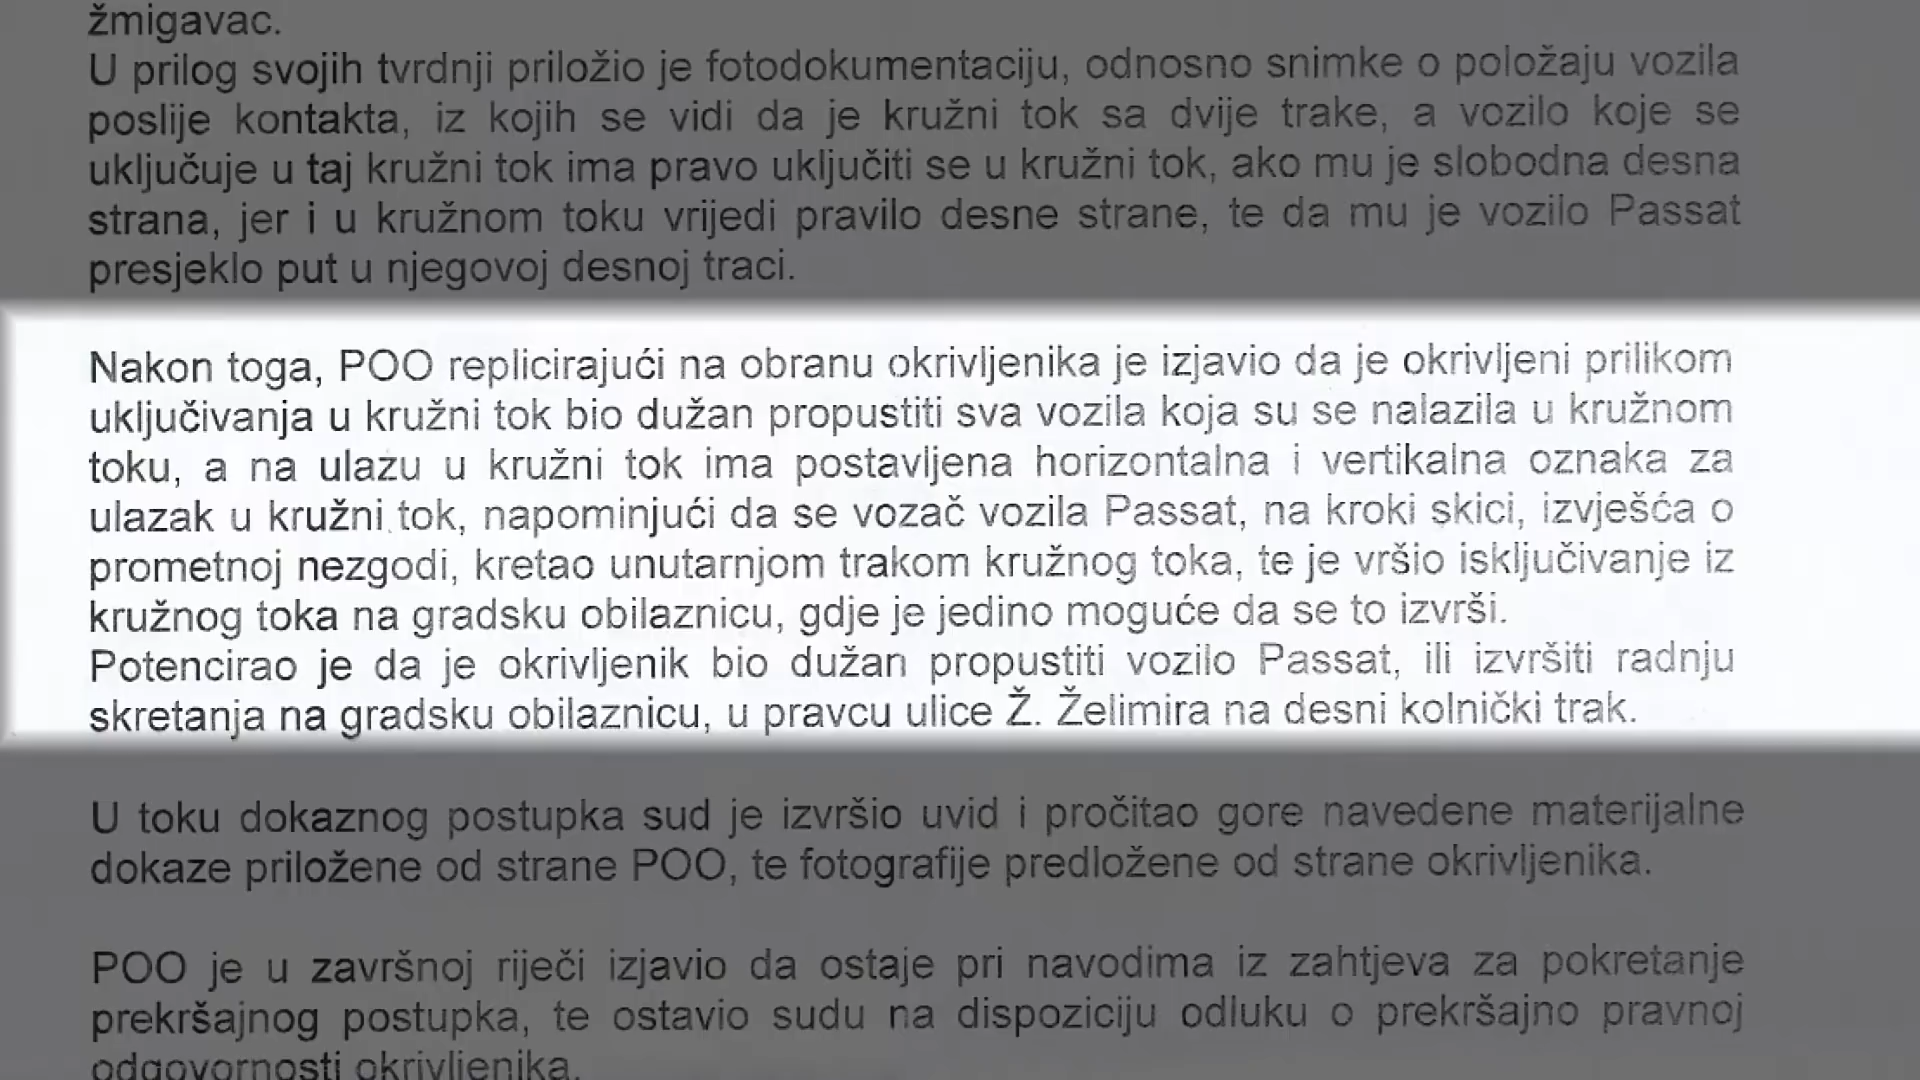 žmigavac.
U prilog svojih tvrdnji priložio je fotodokumentaciju, odnosno snimke o položaju vozila
poslije kontakta, iz kojih se vidi da je kružni tok sa dvije trake, a vozilo koje se
uključuje u taj kružni tok ima pravo uključiti se u kružni tok, ako mu je slobodna desna
strana, jer i u kružnom toku vrijedi pravilo desne strane, te da mu je vozilo Passat
presjeklo put u njegovoj desnoj traci.
Nakon toga, POO replicirajući na obranu okrivljenika je izjavio da je okrivljeni prilikom
uključivanja u kružni tok bio dužan propustiti sva vozila koja su se nalazila u kružnom
toku, a na ulazu u kružni tok ima postavljena horizontalna i vertikalna oznaka za
ulazak u kružni tok, napominjući da se vozač vozila Passat, na kroki skici, izvješća o
prometnoj nezgodi, kretao unutarnjom trakom kružnog toka, te je vršio isključivanje iz
kružnog toka na gradsku obilaznicu, gdje je jedino moguće da se to izvrši.
Potencirao je da je okrivljenik bio dužan propustiti vozilo Passat, ili izvršiti radnju
skretanja na gradsku obilaznicu, u pravcu ulice Ž. Želimira na desni kolnički trak.
U toku dokaznog postupka sud je izvršio uvid i pročitao gore navedene materijalne
dokaze priložene od strane POO, te fotografije predložene od strane okrivljenika.
POO je u završnoj riječi izjavio da ostaje pri navodima iz zahtjeva za pokretanje
prekršajnog postupka, te ostavio sudu na dispoziciju odluku o prekršajno pravnoj
odgovornosti okrivljenika.